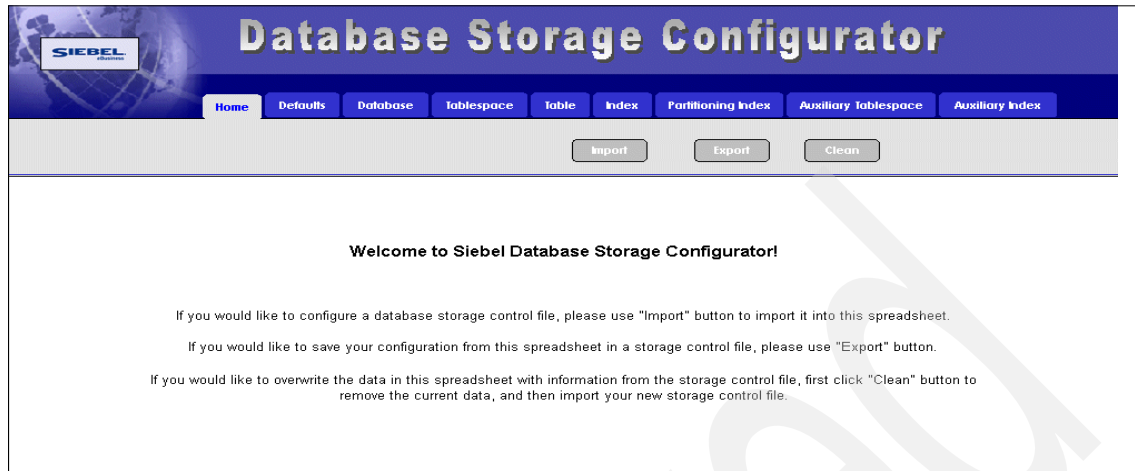 SIEBEL.
eBusiness
Database Storage Configurator
Home Defaults Database Tablespace Table Index Partitioning Index Auxiliary Tablespace Auxiliary Index
Import Export Clean
Welcome to Siebel Database Storage Configurator!
If you would like to configure a database storage control file, please use "Import" button to import it into this spreadsheet.
If you would like to save your configuration from this spreadsheet in a storage control file, please use "Export" button.
If you would like to overwrite the data in this spreadsheet with information from the storage control file, first click "Clean" button to
remove the current data, and then import your new storage control file.